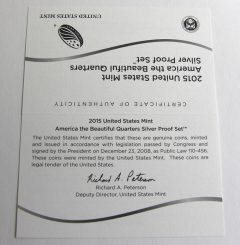 UNITED STATES MINT
2015 United States Mint
America the Beautiful Quarters
Silver Proof Set
CERTIFICATE OF AUTHENTICITY
2015 United States Mint
America the Beautiful Quarters Silver Proof Set™
The United States Mint certifies that these are genuine coins, minted
and issued in accordance with legislation passed by Congress and
signed by the President on December 23, 2008, as Public Law 110-456.
These coins were minted by the United States Mint. These coins are
legal tender of the United States.
Richard A. Peterson
Richard A. Peterson
Deputy Director, United States Mint